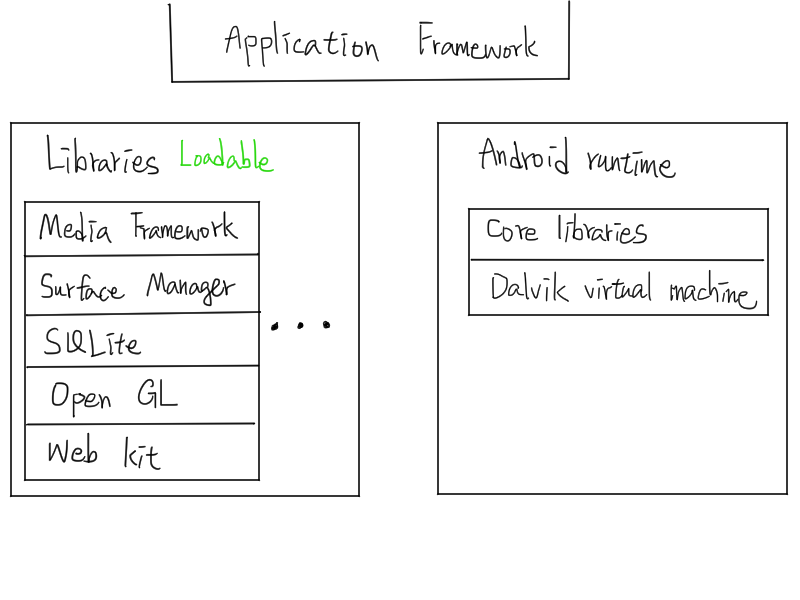 Application Framework
Libraries Loadable
Media Framework
Surface Manager
SQLite
Open GL
Web kit
...
Android runtime
Core libraries
Dalvik virtual machine